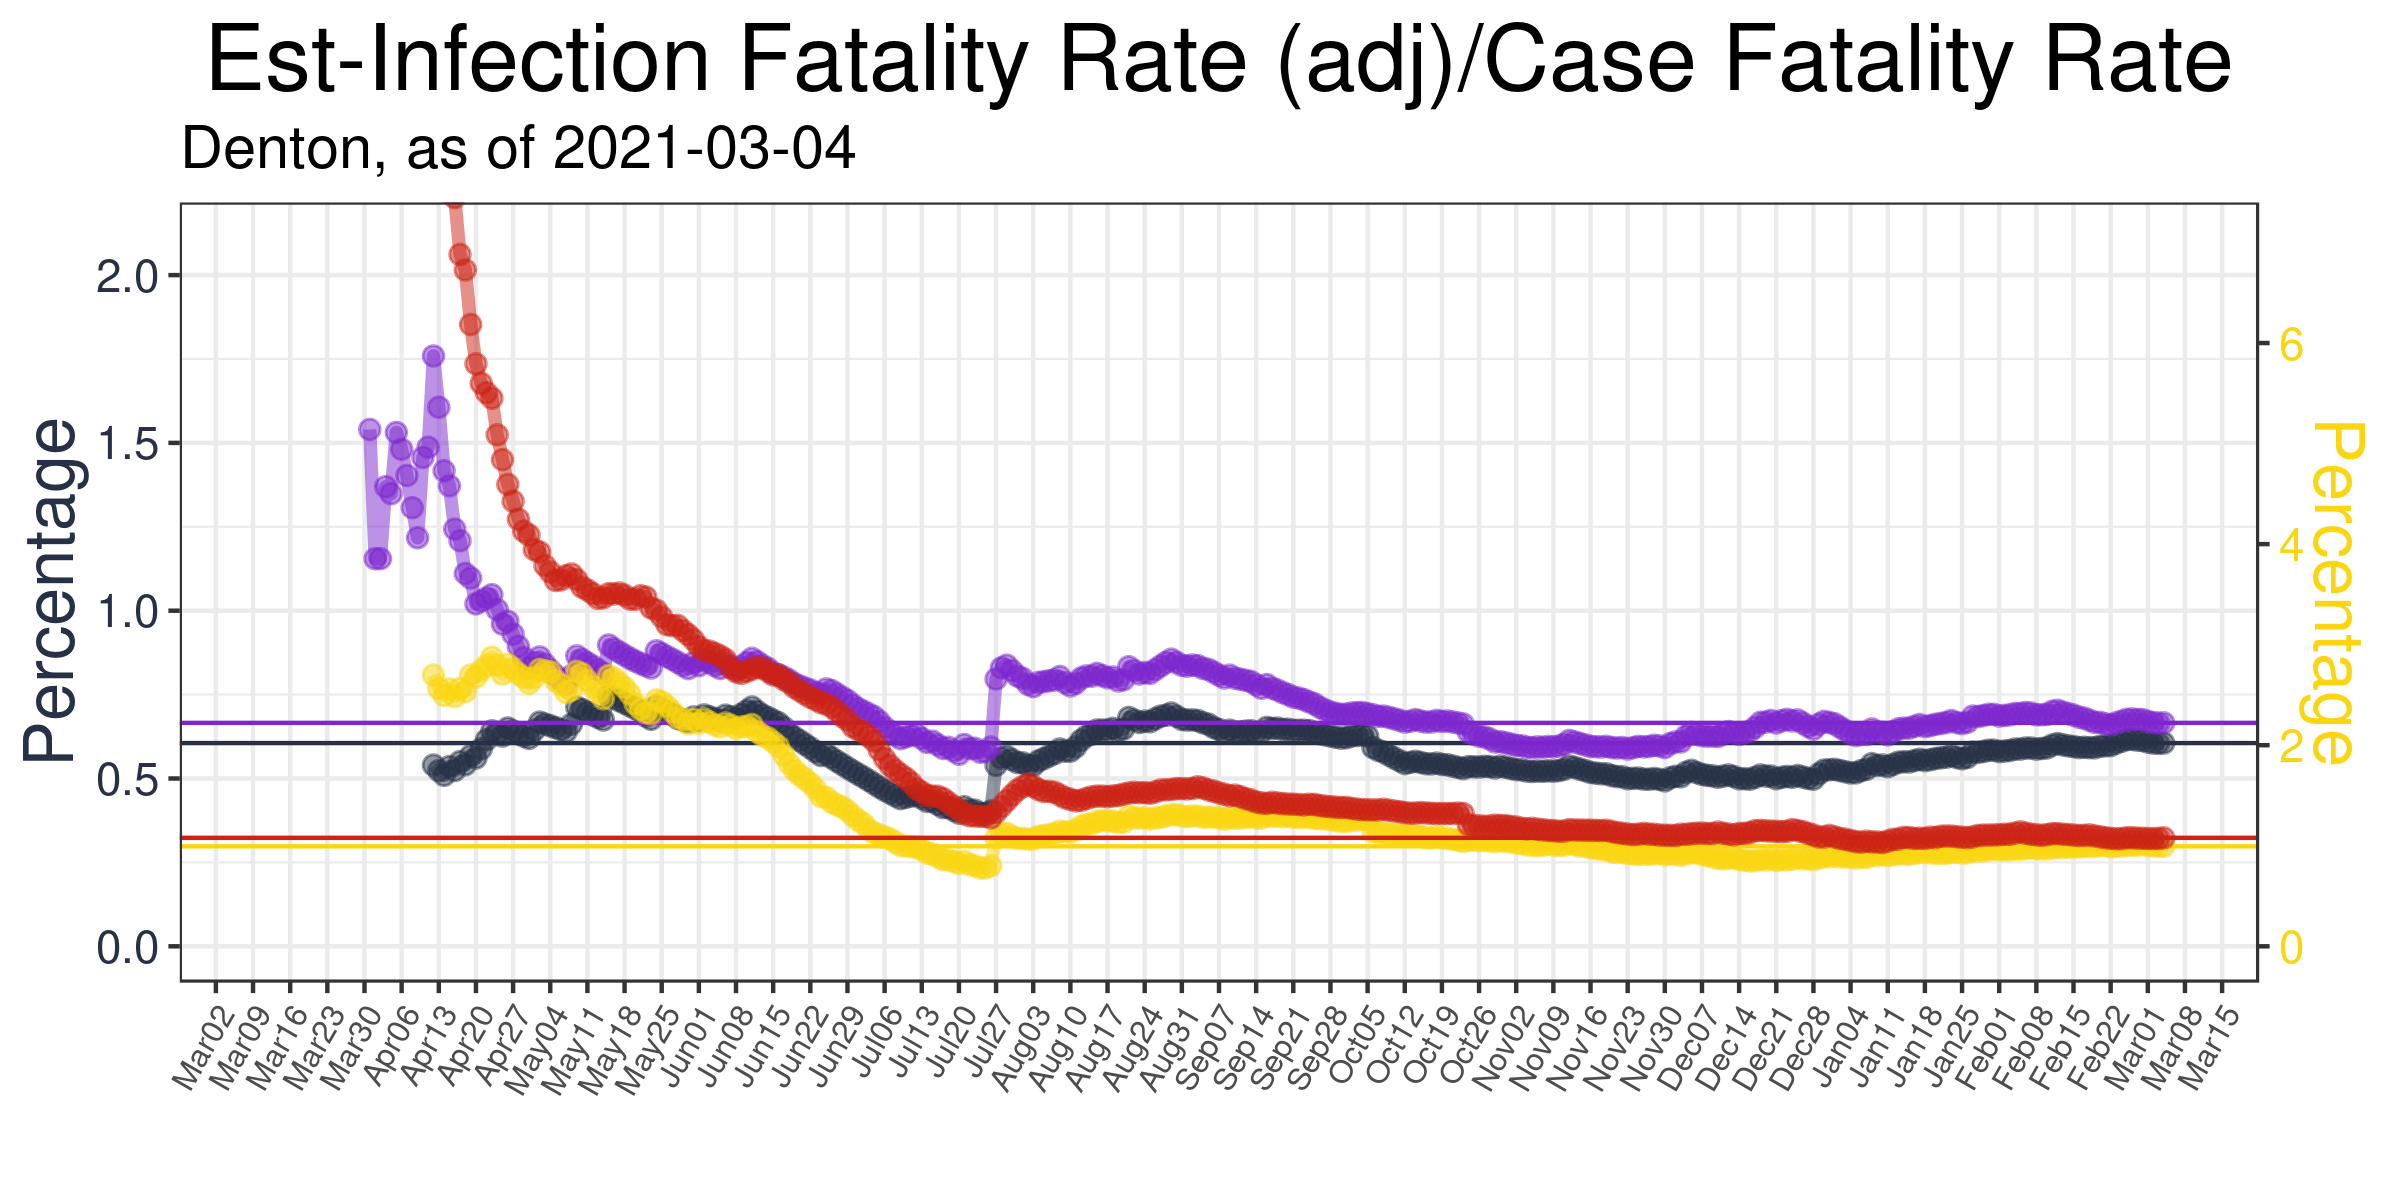 Est-Infection Fatality Rate (adj)/Case Fatality Rate
Denton, as of 2021-03-04
Percentage
2.0
1.5
1.0
0.5
0.0
6
4
2
0
Percentage
Mar02
Mar09
Mar16
Mar23
Mar30
Apr06
Apr13
Apr20
Apr27
May04
May11
May18
May25
Jun01
Jun08
Jun15
Jun22
Jun29
Jul06
Jul13
Jul20
Jul27
Aug03
Aug10
Aug17
Aug24
Aug31
Sep07
Sep14
Sep21
Sep28
Oct05
Oct12
Oct19
Oct26
Nov02
Nov09
Nov16
Nov23
Nov30
Dec07
Dec14
Dec21
Dec28
Jan04
Jan11
Jan18
Jan25
Feb01
Feb08
Feb15
Feb22
Mar01
Mar08
Mar15